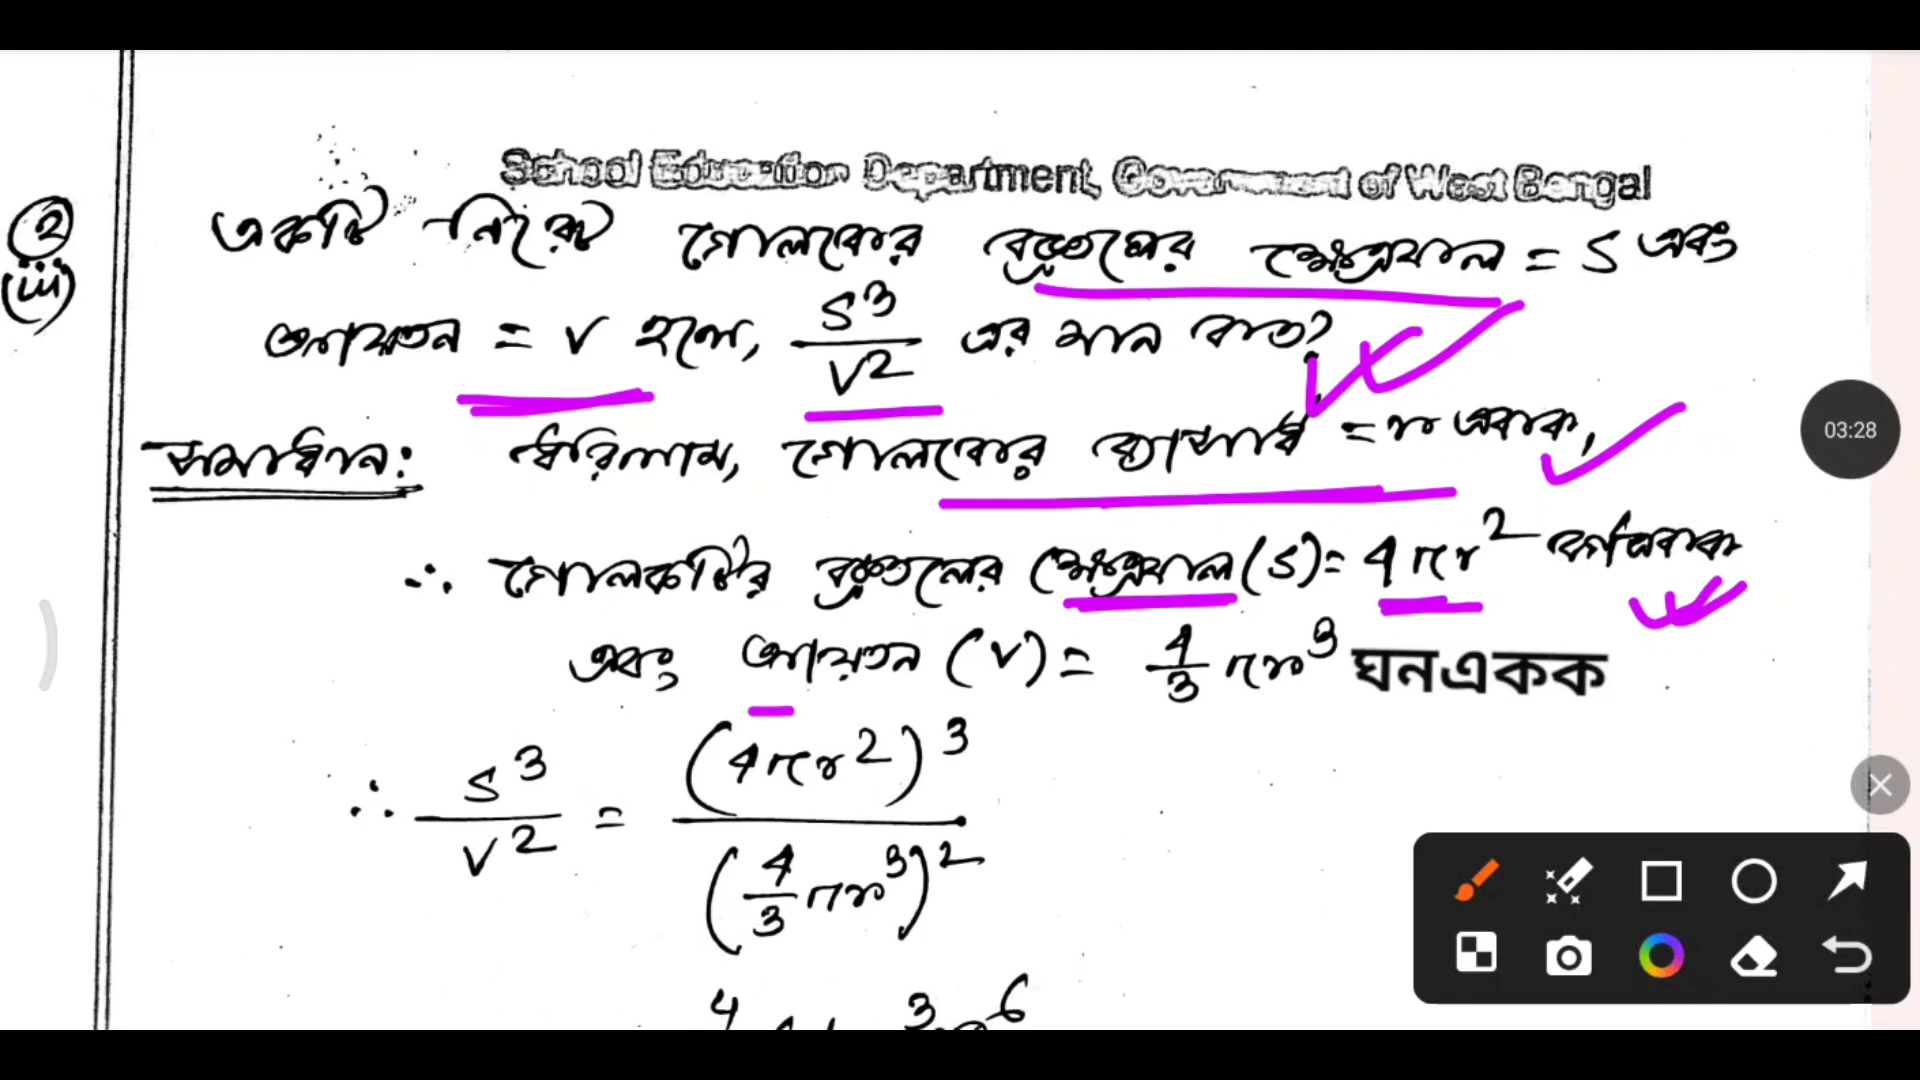 School Education Department, Government of West Bengal
২
(iii)
একটি নিরেট গোলকের বক্রতলের ক্ষেত্রফল = S এবং
আয়তন = V হলে, S³/V² এর মান কত?
সমাধান: ধরিলাম, গোলকের ব্যাসার্ধ = r একক,
∴ গোলকটির বক্রতলের ক্ষেত্রফল (S) = 4πr² বর্গএকক
এবং আয়তন (V) = 4/3 πr³ ঘনএকক
∴ S³/V² = (4πr²)³/(4/3 πr³)²
03:28